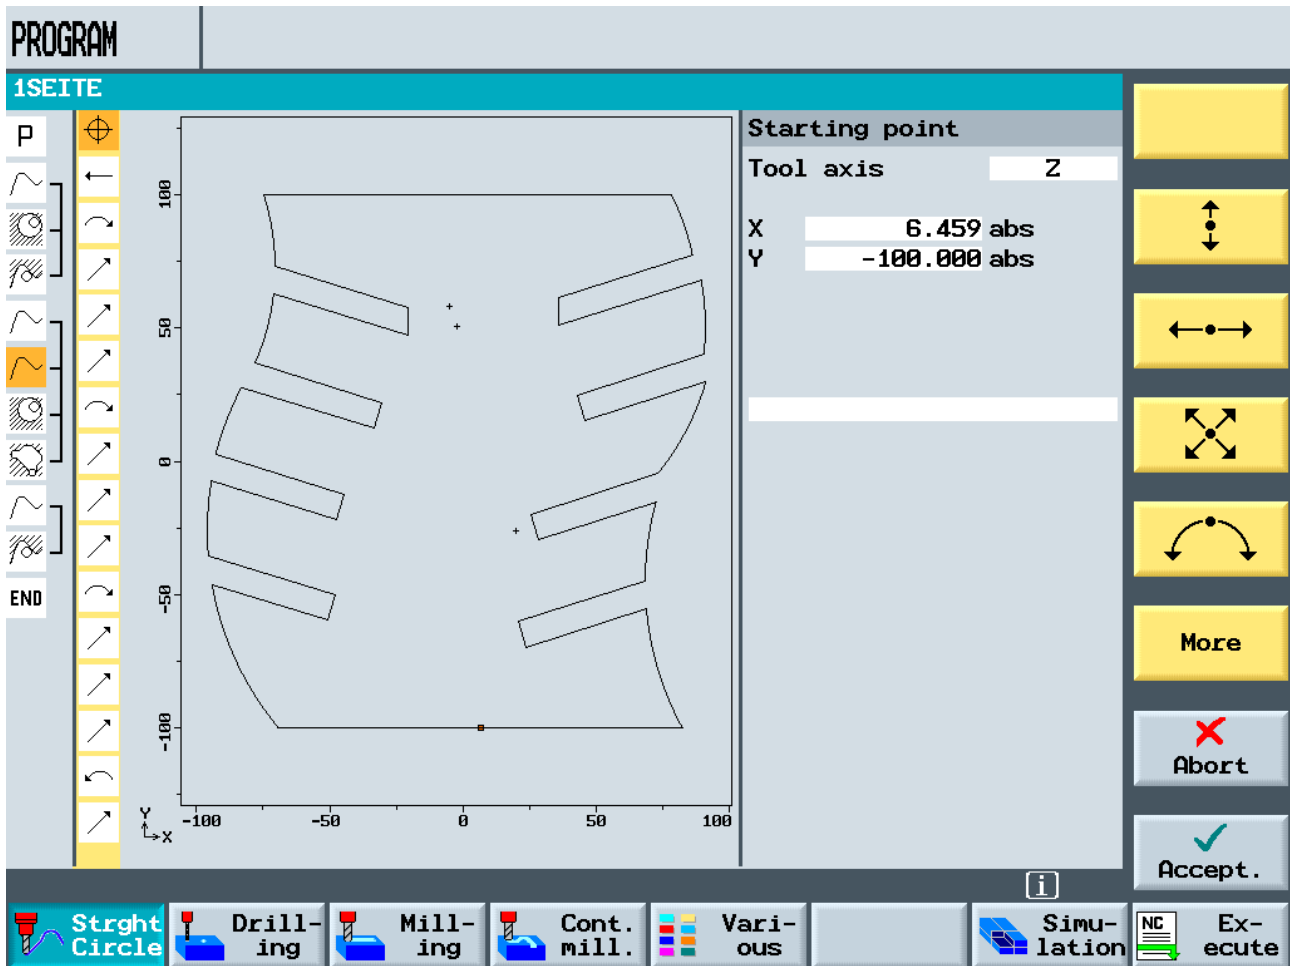 PROGRAM
1SEITE
P
END
100
50
0
-50
-100
Y
X
-100
-50
0
50
100
Starting point
Tool axis Z
X 6.459 abs
Y -100.000 abs
More
Abort
Accept.
i
Strght
Circle
Drill-
ing
Mill-
ing
Cont.
mill.
Vari-
ous
Simu-
lation
NC
Ex-
ecute